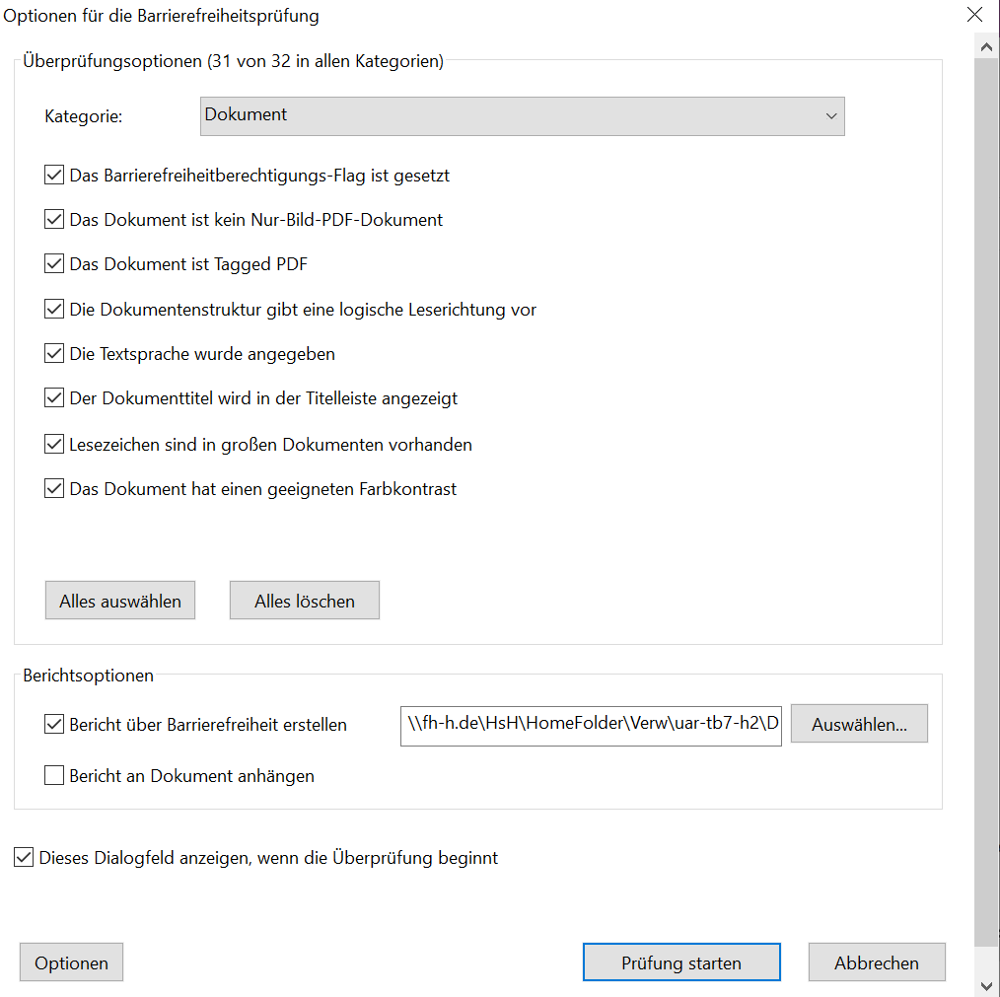 Optionen für die Barrierefreiheitsprüfung
Überprüfungsoptionen (31 von 32 in allen Kategorien)
Kategorie: Dokument
Das Barrierefreiheitberechtigungs-Flag ist gesetzt
Das Dokument ist kein Nur-Bild-PDF-Dokument
Das Dokument ist Tagged PDF
Die Dokumentenstruktur gibt eine logische Leserichtung vor
Die Textsprache wurde angegeben
Der Dokumenttitel wird in der Titelleiste angezeigt
Lesezeichen sind in großen Dokumenten vorhanden
Das Dokument hat einen geeigneten Farbkontrast
Alles auswählen Alles löschen
Berichtsoptionen
Bericht über Barrierefreiheit erstellen \\fh-h.de\HsH\HomeFolder\Verw\uar-tb7-h2\D Auswählen...
Bericht an Dokument anhängen
Dieses Dialogfeld anzeigen, wenn die Überprüfung beginnt
Optionen Prüfung starten Abbrechen